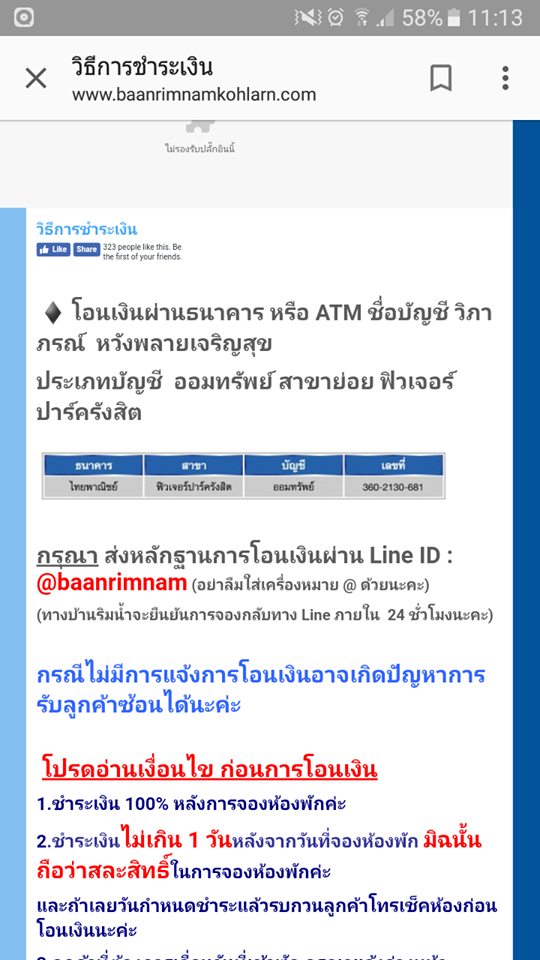 58% 11:13
วิธีการชำระเงิน
www.baanrimnamkohlarn.com
ไม่รองรับปลั๊กอินนี้
วิธีการชำระเงิน
Like Share 323 people like this. Be
the first of your friends.
โอนเงินผ่านธนาคาร หรือ ATM ชื่อบัญชี วิภา
ภรณ์ หวังพลายเจริญสุข
ประเภทบัญชี ออมทรัพย์ สาขาย่อย ฟิวเจอร์
ปาร์ครังสิต
ธนาคาร สาขา บัญชี เลขที่
ไทยพาณิชย์ ฟิวเจอร์ปาร์ครังสิต ออมทรัพย์ 360-2130-681
กรุณา ส่งหลักฐานการโอนเงินผ่าน Line ID :
@baanrimnam (อย่าลืมใส่เครื่องหมาย @ ด้วยนะคะ)
(ทางบ้านริมน้ำจะยืนยันการจองกลับทาง Line ภายใน 24 ชั่วโมงนะคะ)
กรณีไม่มีการแจ้งการโอนเงินอาจเกิดปัญหาการ
รับลูกค้าซ้อนได้นะค่ะ
โปรดอ่านเงื่อนไข ก่อนการโอนเงิน
1.ชำระเงิน 100% หลังการจองห้องพักค่ะ
2.ชำระเงินไม่เกิน 1 วันหลังจากวันที่จองห้องพัก มิฉนั้น
ถือว่าสละสิทธิ์ในการจองห้องพักค่ะ
และถ้าเลยวันกำหนดชำระแล้วรบกวนลูกค้าโทรเช็คห้องก่อน
โอนเงินนะค่ะ